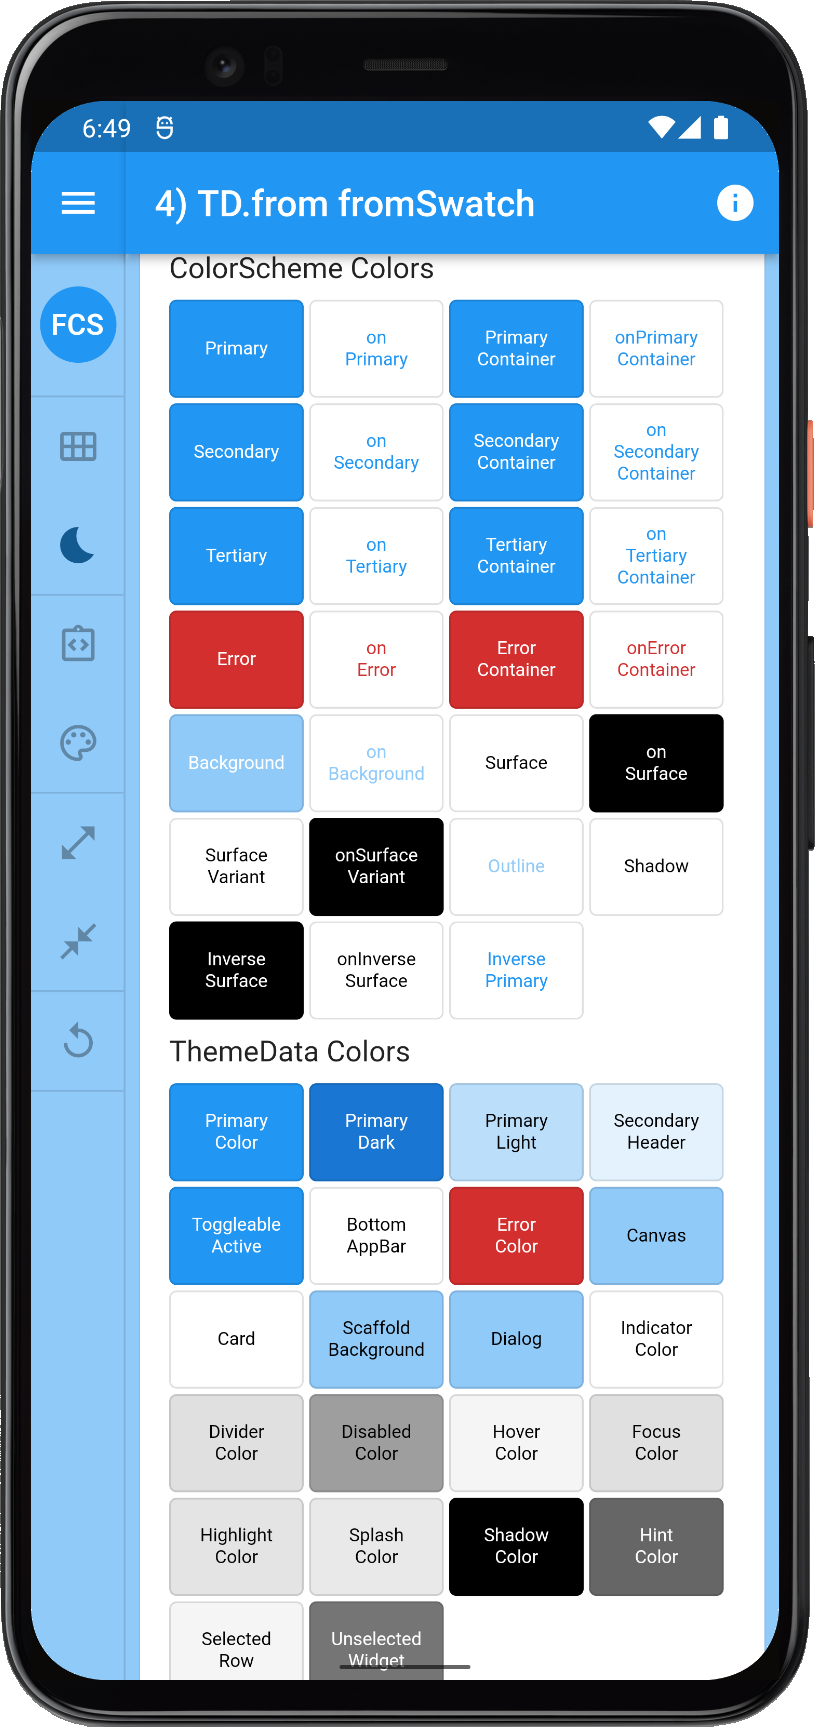 6:49
4) TD.from fromSwatch
FCS
ColorScheme Colors
Primary
on
Primary
Primary
Container
onPrimary
Container
Secondary
on
Secondary
Secondary
Container
on
Secondary
Container
Tertiary
on
Tertiary
Tertiary
Container
on
Tertiary
Container
Error
on
Error
Error
Container
onError
Container
Background
on
Background
Surface
on
Surface
Surface
Variant
onSurface
Variant
Outline
Shadow
Inverse
Surface
onInverse
Surface
Inverse
Primary
ThemeData Colors
Primary
Color
Primary
Dark
Primary
Light
Secondary
Header
Toggleable
Active
Bottom
AppBar
Error
Color
Canvas
Card
Scaffold
Background
Dialog
Indicator
Color
Divider
Color
Disabled
Color
Hover
Color
Focus
Color
Highlight
Color
Splash
Color
Shadow
Color
Hint
Color
Selected
Row
Unselected
Widget